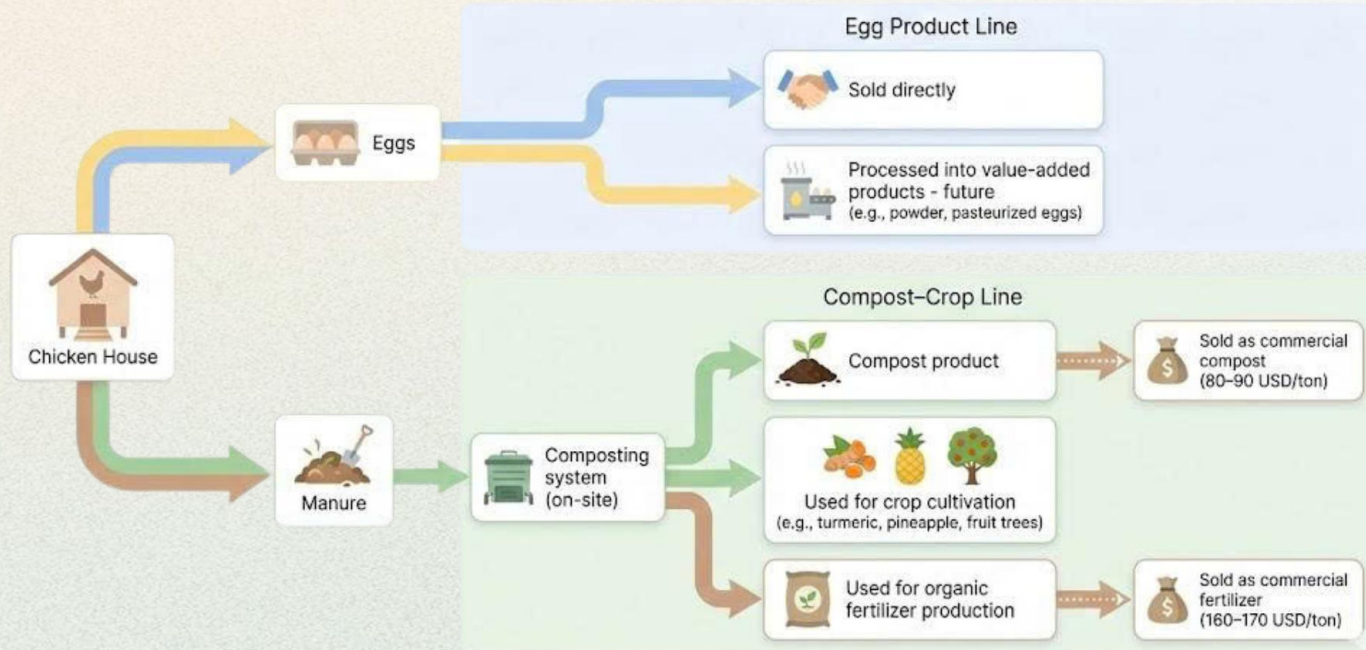 Egg Product Line
Sold directly
Eggs
Processed into value-added
products - future
(e.g., powder, pasteurized eggs)
Chicken House
Compost–Crop Line
Compost product
Sold as commercial
compost
(80–90 USD/ton)
Manure
Composting
system
(on-site)
Used for crop cultivation
(e.g., turmeric, pineapple, fruit trees)
Used for organic
fertilizer production
Sold as commercial
fertilizer
(160–170 USD/ton)